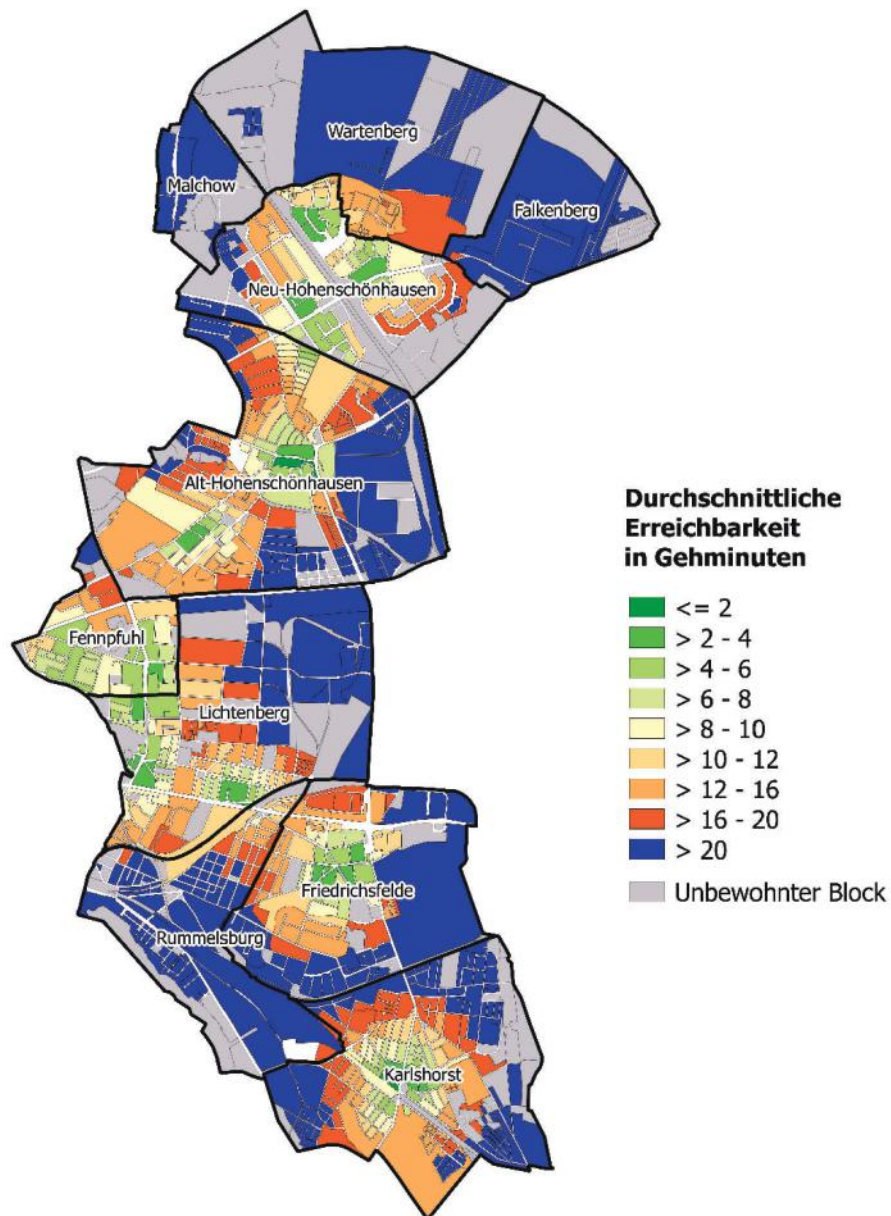 Wartenberg
Malchow
Falkenberg
Neu-Hohenschönhausen
Alt-Hohenschönhausen
Fennpfuhl
Lichtenberg
Friedrichsfelde
Rummelsburg
Karlshorst
Durchschnittliche
Erreichbarkeit
in Gehminuten
<= 2
> 2 - 4
> 4 - 6
> 6 - 8
> 8 - 10
> 10 - 12
> 12 - 16
> 16 - 20
> 20
Unbewohnter Block